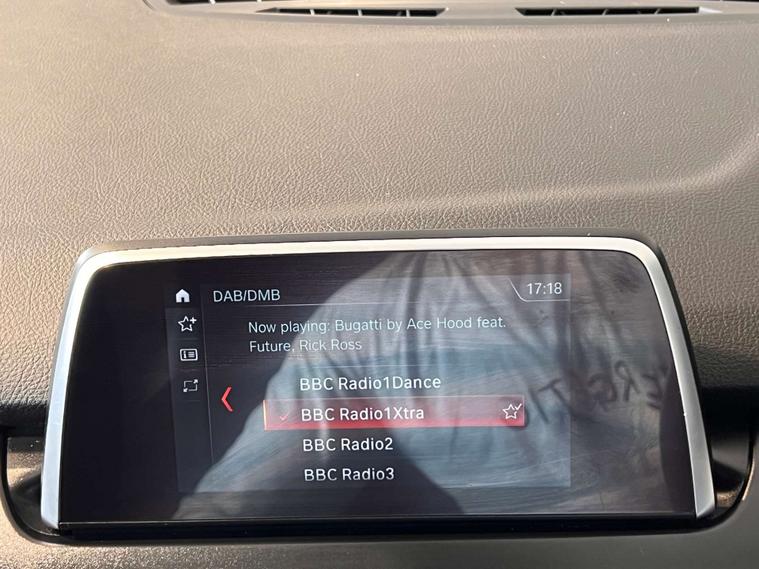 DAB/DMB
17:18
Now playing: Bugatti by Ace Hood feat.
Future, Rick Ross
BBC Radio1Dance
BBC Radio1Xtra
BBC Radio2
BBC Radio3